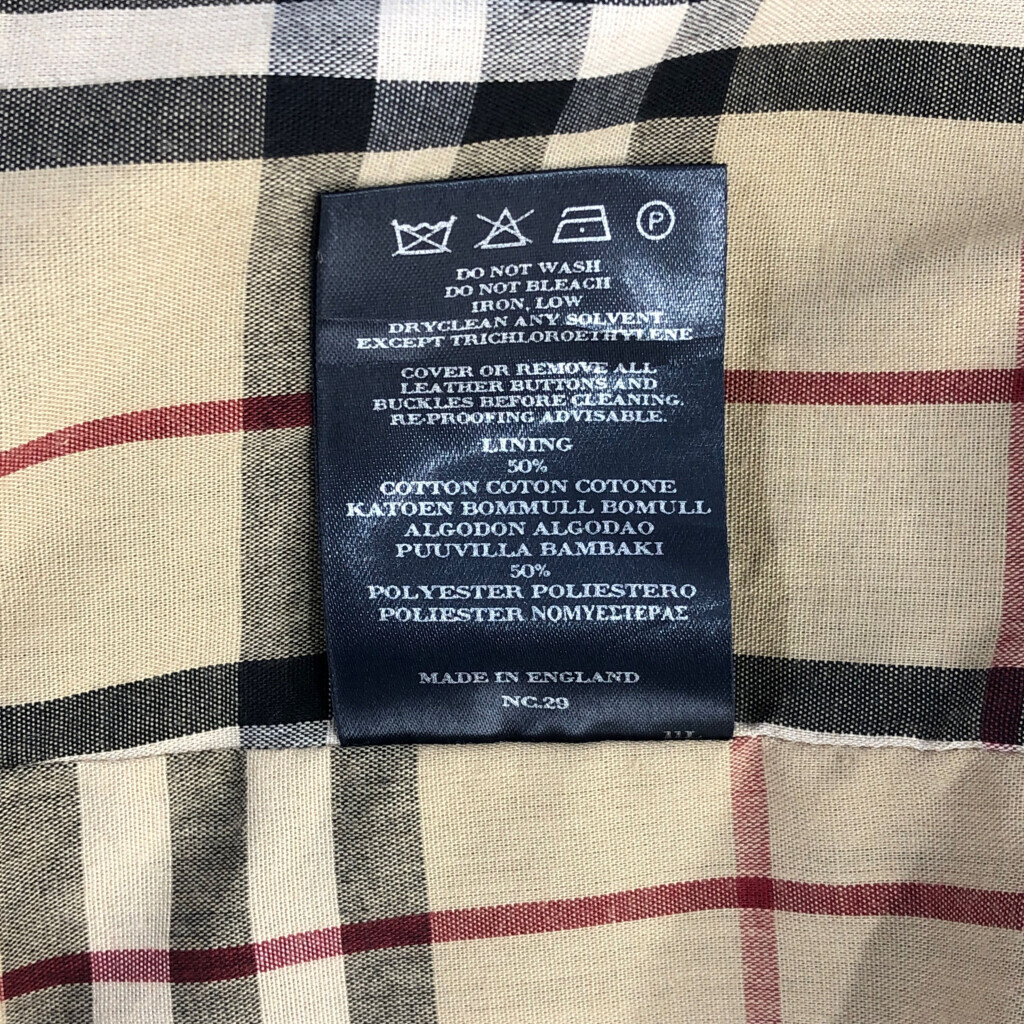 P
DO NOT WASH
DO NOT BLEACH
IRON, LOW
DRYCLEAN ANY SOLVENT
EXCEPT TRICHLOROETHYLENE
COVER OR REMOVE ALL
LEATHER BUTTONS AND
BUCKLES BEFORE CLEANING.
RE-PROOFING ADVISABLE.
LINING
50%
COTTON COTON COTONE
KATOEN BOMMULL BOMULL
ALGODON ALGODAO
PUUVILLA BAMBAKI
50%
POLYESTER POLIESTERO
POLIESTER ΝΟΜΥΕΣΤΕΡΑΣ
MADE IN ENGLAND
NC.29